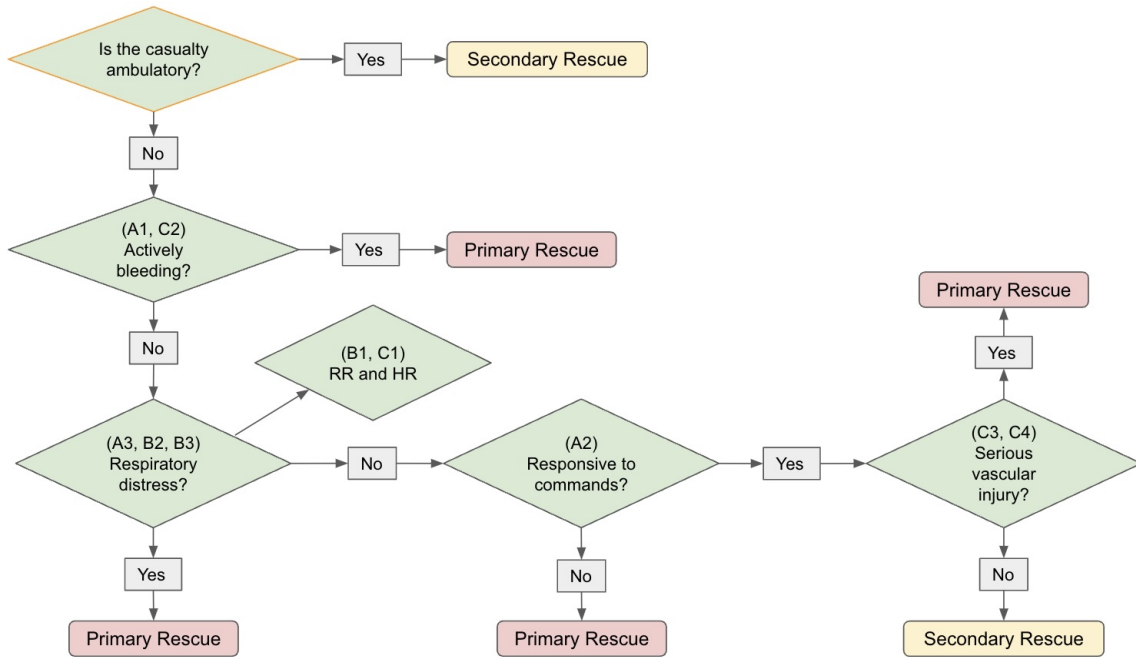 Is the casualty
ambulatory?
Yes
Secondary Rescue
No
(A1, C2)
Actively
bleeding?
Yes
Primary Rescue
No
(B1, C1)
RR and HR
(A3, B2, B3)
Respiratory
distress?
No
(A2)
Responsive to
commands?
Yes
(C3, C4)
Serious
vascular
injury?
Yes
Primary Rescue
Yes
Primary Rescue
No
Primary Rescue
No
Secondary Rescue